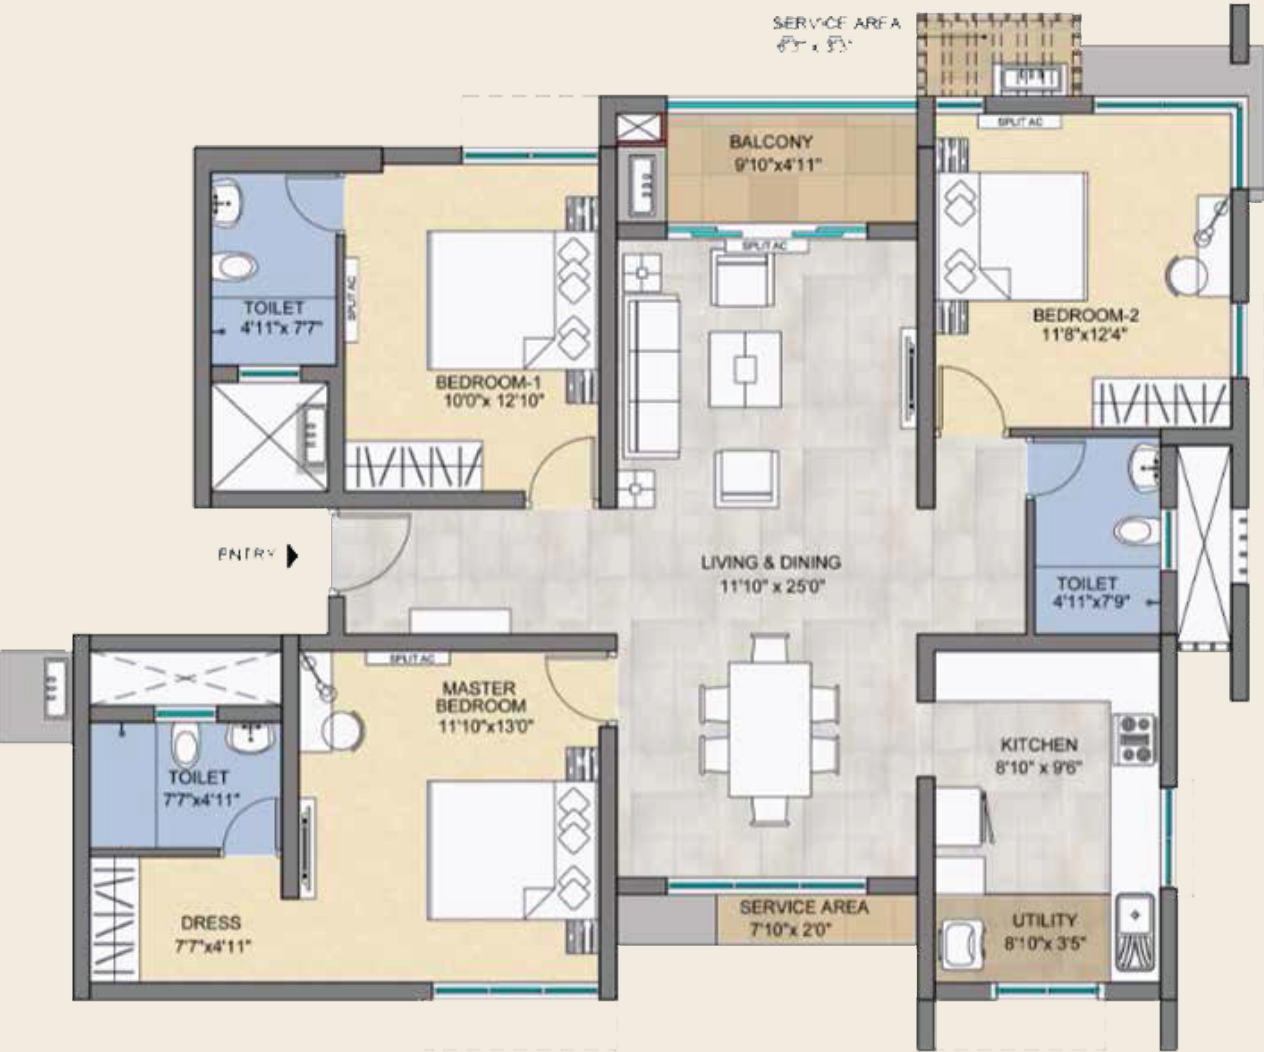 SERVICE AREA
BALCONY
9'10"x4'11"
SPLIT AC
SPLIT AC
TOILET
4'11"x 7'7"
SPLIT AC
BEDROOM-1
10'0"x 12'10"
BEDROOM-2
11'8"x12'4"
ENTRY
LIVING & DINING
11'10" x 25'0"
TOILET
4'11"x7'9"
SPLIT AC
MASTER
BEDROOM
11'10"x13'0"
TOILET
7'7"x4'11"
KITCHEN
8'10" x 9'6"
DRESS
7'7"x4'11"
SERVICE AREA
7'10"x 2'0"
UTILITY
8'10"x 3'5"